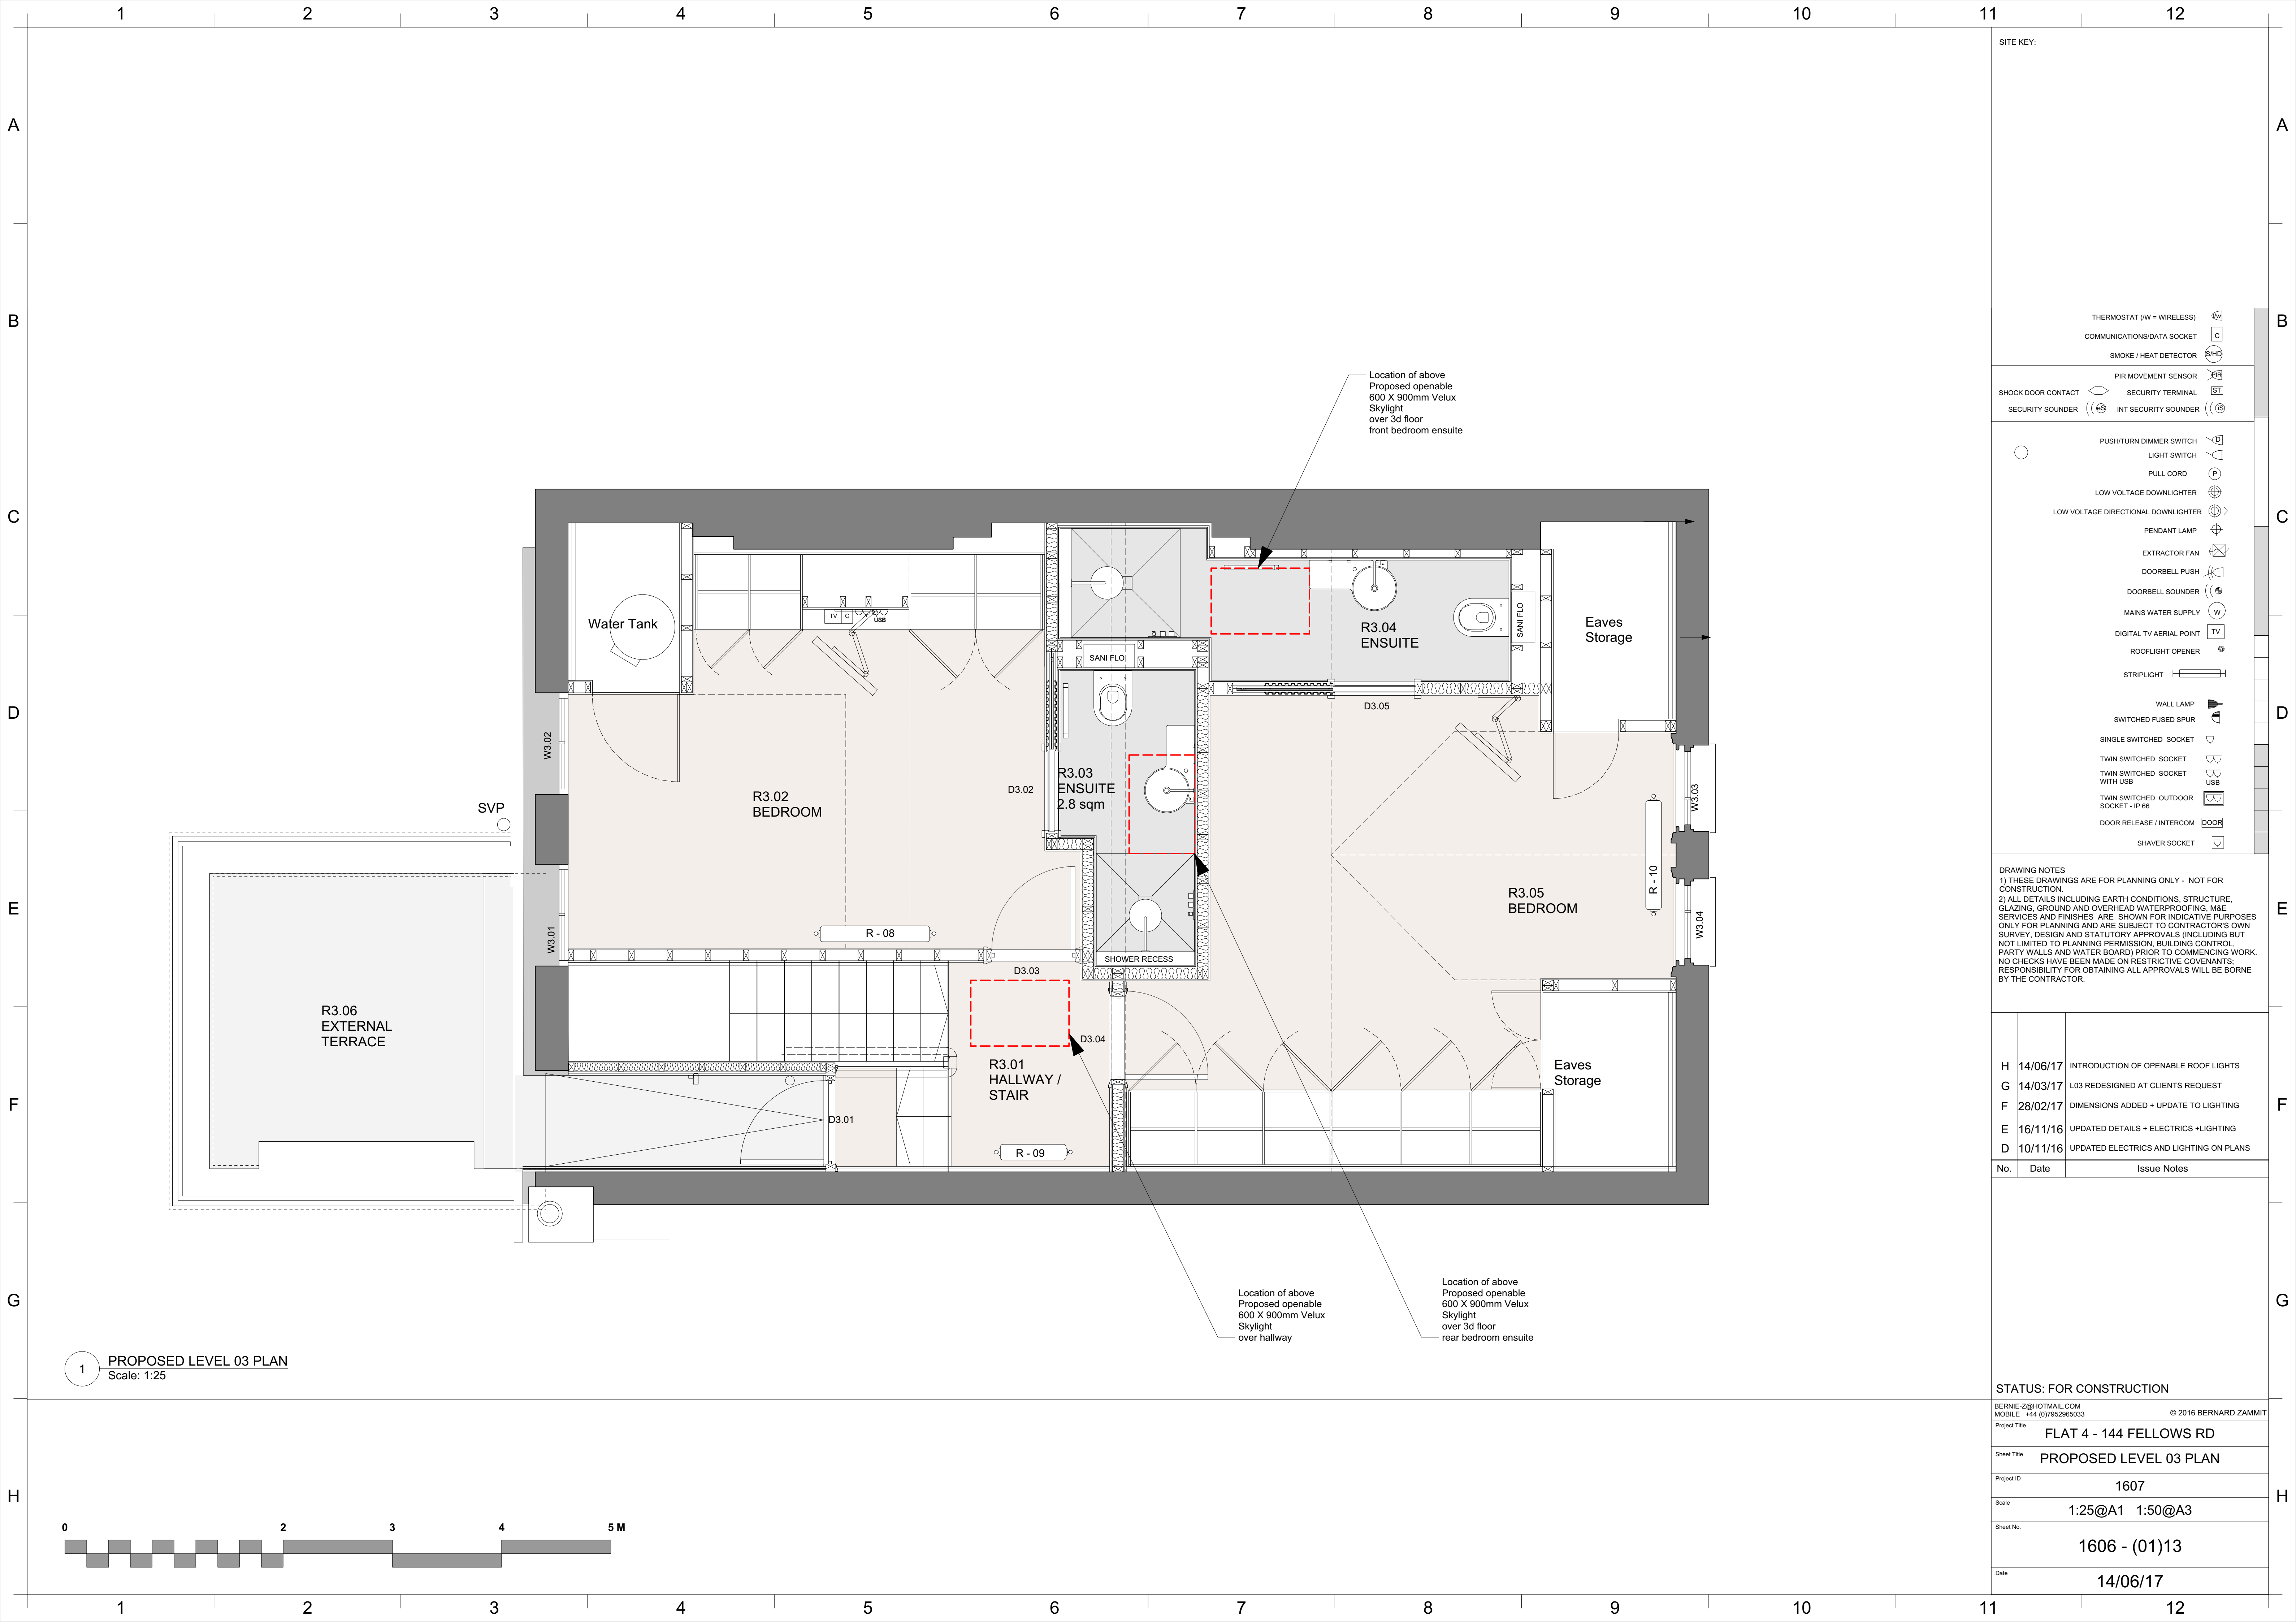 1 2 3 4 5 6 7 8 9 10 11 12
A
B
C
D
E
F
G
H
A
B
C
D
E
F
G
H
1 2 3 4 5 6 7 8 9 10 11 12
Location of above
Proposed openable
600 X 900mm Velux
Skylight
over 3d floor
front bedroom ensuite
Water Tank
TV
C
USB
SANI FLO
R3.04
ENSUITE
SANI FLO
Eaves
Storage
D3.05
W3.02
R3.02
BEDROOM
D3.02
R3.03
ENSUITE
2.8 sqm
W3.03
SVP
R - 10
R3.05
BEDROOM
W3.01
R - 08
W3.04
SHOWER RECESS
D3.03
R3.06
EXTERNAL
TERRACE
D3.04
R3.01
HALLWAY /
STAIR
Eaves
Storage
D3.01
R - 09
Location of above
Proposed openable
600 X 900mm Velux
Skylight
over hallway
Location of above
Proposed openable
600 X 900mm Velux
Skylight
over 3d floor
rear bedroom ensuite
1
PROPOSED LEVEL 03 PLAN
Scale: 1:25
0 2 3 4 5 M
SITE KEY:
THERMOSTAT (/W = WIRELESS) t/w
COMMUNICATIONS/DATA SOCKET C
SMOKE / HEAT DETECTOR S/HD
PIR MOVEMENT SENSOR PIR
SHOCK DOOR CONTACT SECURITY TERMINAL ST
SECURITY SOUNDER eS INT SECURITY SOUNDER iS
PUSH/TURN DIMMER SWITCH D
LIGHT SWITCH
PULL CORD P
LOW VOLTAGE DOWNLIGHTER
LOW VOLTAGE DIRECTIONAL DOWNLIGHTER
PENDANT LAMP
EXTRACTOR FAN
DOORBELL PUSH
DOORBELL SOUNDER
MAINS WATER SUPPLY W
DIGITAL TV AERIAL POINT TV
ROOFLIGHT OPENER
STRIPLIGHT
WALL LAMP
SWITCHED FUSED SPUR
SINGLE SWITCHED SOCKET
TWIN SWITCHED SOCKET
TWIN SWITCHED SOCKET
WITH USB USB
TWIN SWITCHED OUTDOOR
SOCKET - IP 66
DOOR RELEASE / INTERCOM DOOR
SHAVER SOCKET
DRAWING NOTES
1) THESE DRAWINGS ARE FOR PLANNING ONLY - NOT FOR
CONSTRUCTION.
2) ALL DETAILS INCLUDING EARTH CONDITIONS, STRUCTURE,
GLAZING, GROUND AND OVERHEAD WATERPROOFING, M&E
SERVICES AND FINISHES ARE SHOWN FOR INDICATIVE PURPOSES
ONLY FOR PLANNING AND ARE SUBJECT TO CONTRACTOR'S OWN
SURVEY, DESIGN AND STATUTORY APPROVALS (INCLUDING BUT
NOT LIMITED TO PLANNING PERMISSION, BUILDING CONTROL,
PARTY WALLS AND WATER BOARD) PRIOR TO COMMENCING WORK.
NO CHECKS HAVE BEEN MADE ON RESTRICTIVE COVENANTS;
RESPONSIBILITY FOR OBTAINING ALL APPROVALS WILL BE BORNE
BY THE CONTRACTOR.
H 14/06/17 INTRODUCTION OF OPENABLE ROOF LIGHTS
G 14/03/17 L03 REDESIGNED AT CLIENTS REQUEST
F 28/02/17 DIMENSIONS ADDED + UPDATE TO LIGHTING
E 16/11/16 UPDATED DETAILS + ELECTRICS +LIGHTING
D 10/11/16 UPDATED ELECTRICS AND LIGHTING ON PLANS
No. Date Issue Notes
STATUS: FOR CONSTRUCTION
BERNIE-Z@HOTMAIL.COM
MOBILE +44 (0)7952965033
© 2016 BERNARD ZAMMIT
Project Title
FLAT 4 - 144 FELLOWS RD
Sheet Title
PROPOSED LEVEL 03 PLAN
Project ID
1607
Scale
1:25@A1 1:50@A3
Sheet No.
1606 - (01)13
Date
14/06/17